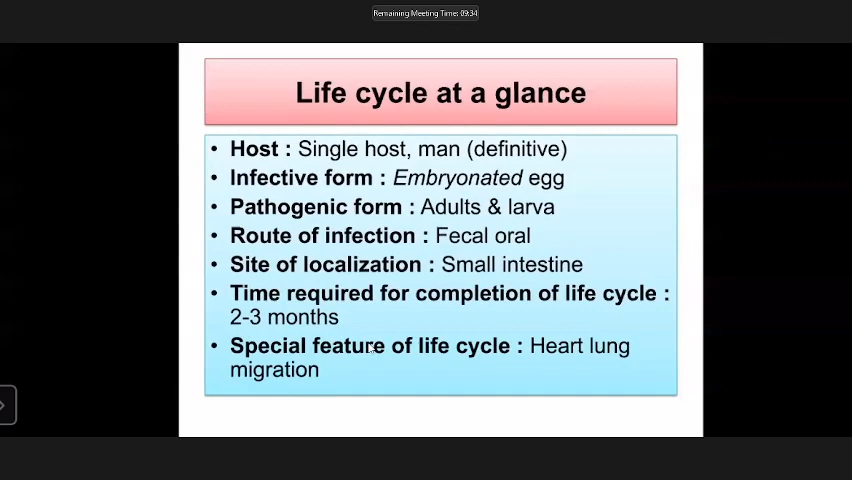 Remaining Meeting Time: 09:34
Life cycle at a glance
• Host : Single host, man (definitive)
• Infective form : Embryonated egg
• Pathogenic form : Adults & larva
• Route of infection : Fecal oral
• Site of localization : Small intestine
• Time required for completion of life cycle :
2-3 months
• Special feature of life cycle : Heart lung
migration